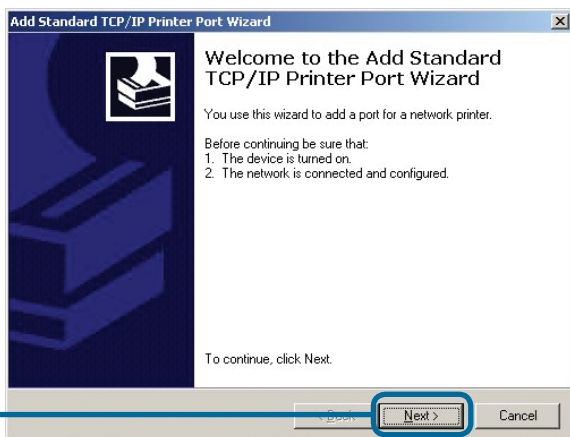 Add Standard TCP/IP Printer Port Wizard
Welcome to the Add Standard
TCP/IP Printer Port Wizard
You use this wizard to add a port for a network printer.
Before continuing be sure that:
1. The device is turned on.
2. The network is connected and configured.
To continue, click Next.
< Back Next > Cancel